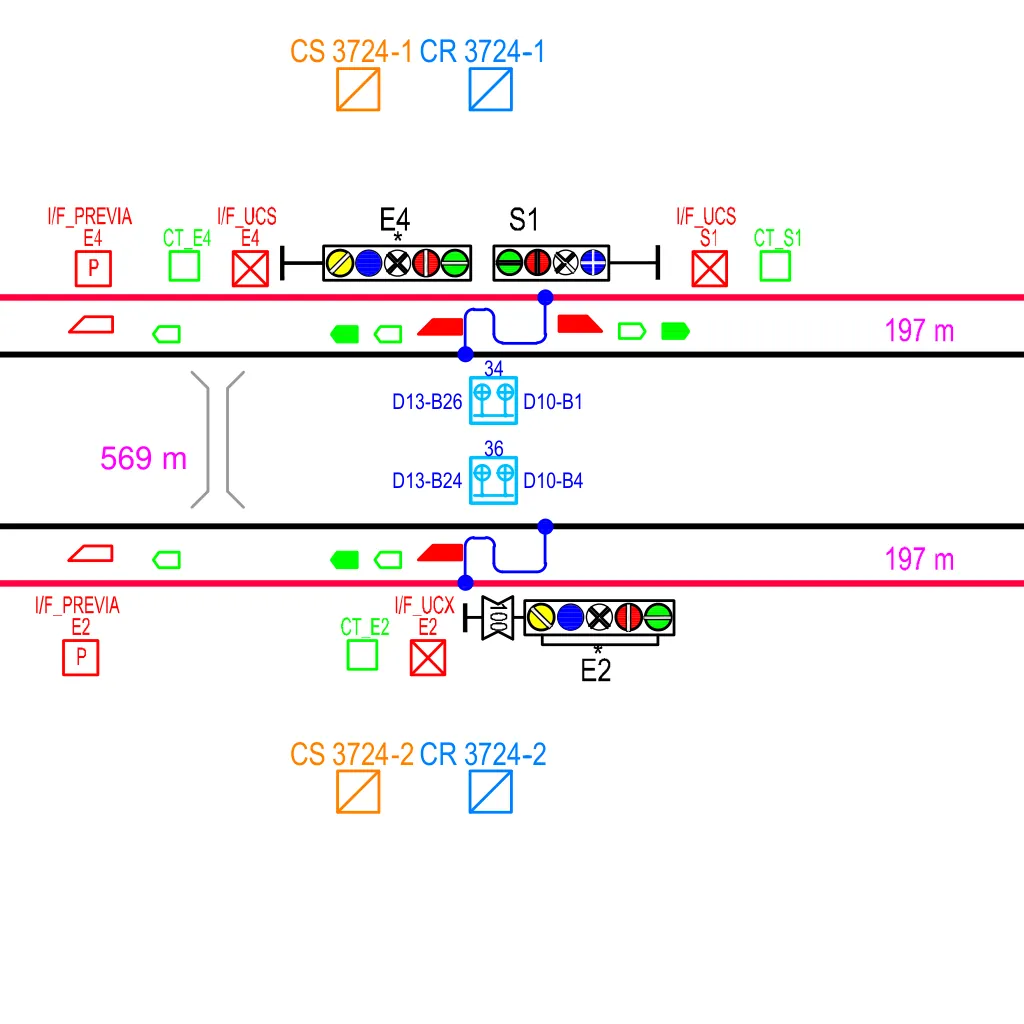 CS 3724-1 CR 3724-1
I/F_PREVIA
E4
P
CT_E4
I/F_UCS
E4
E4
*
S1
I/F_UCS
S1
CT_S1
197 m
34
D13-B26 D10-B1
569 m
36
D13-B24 D10-B4
197 m
I/F_PREVIA
E2
P
CT_E2
I/F_UCX
E2
100
*
E2
CS 3724-2 CR 3724-2